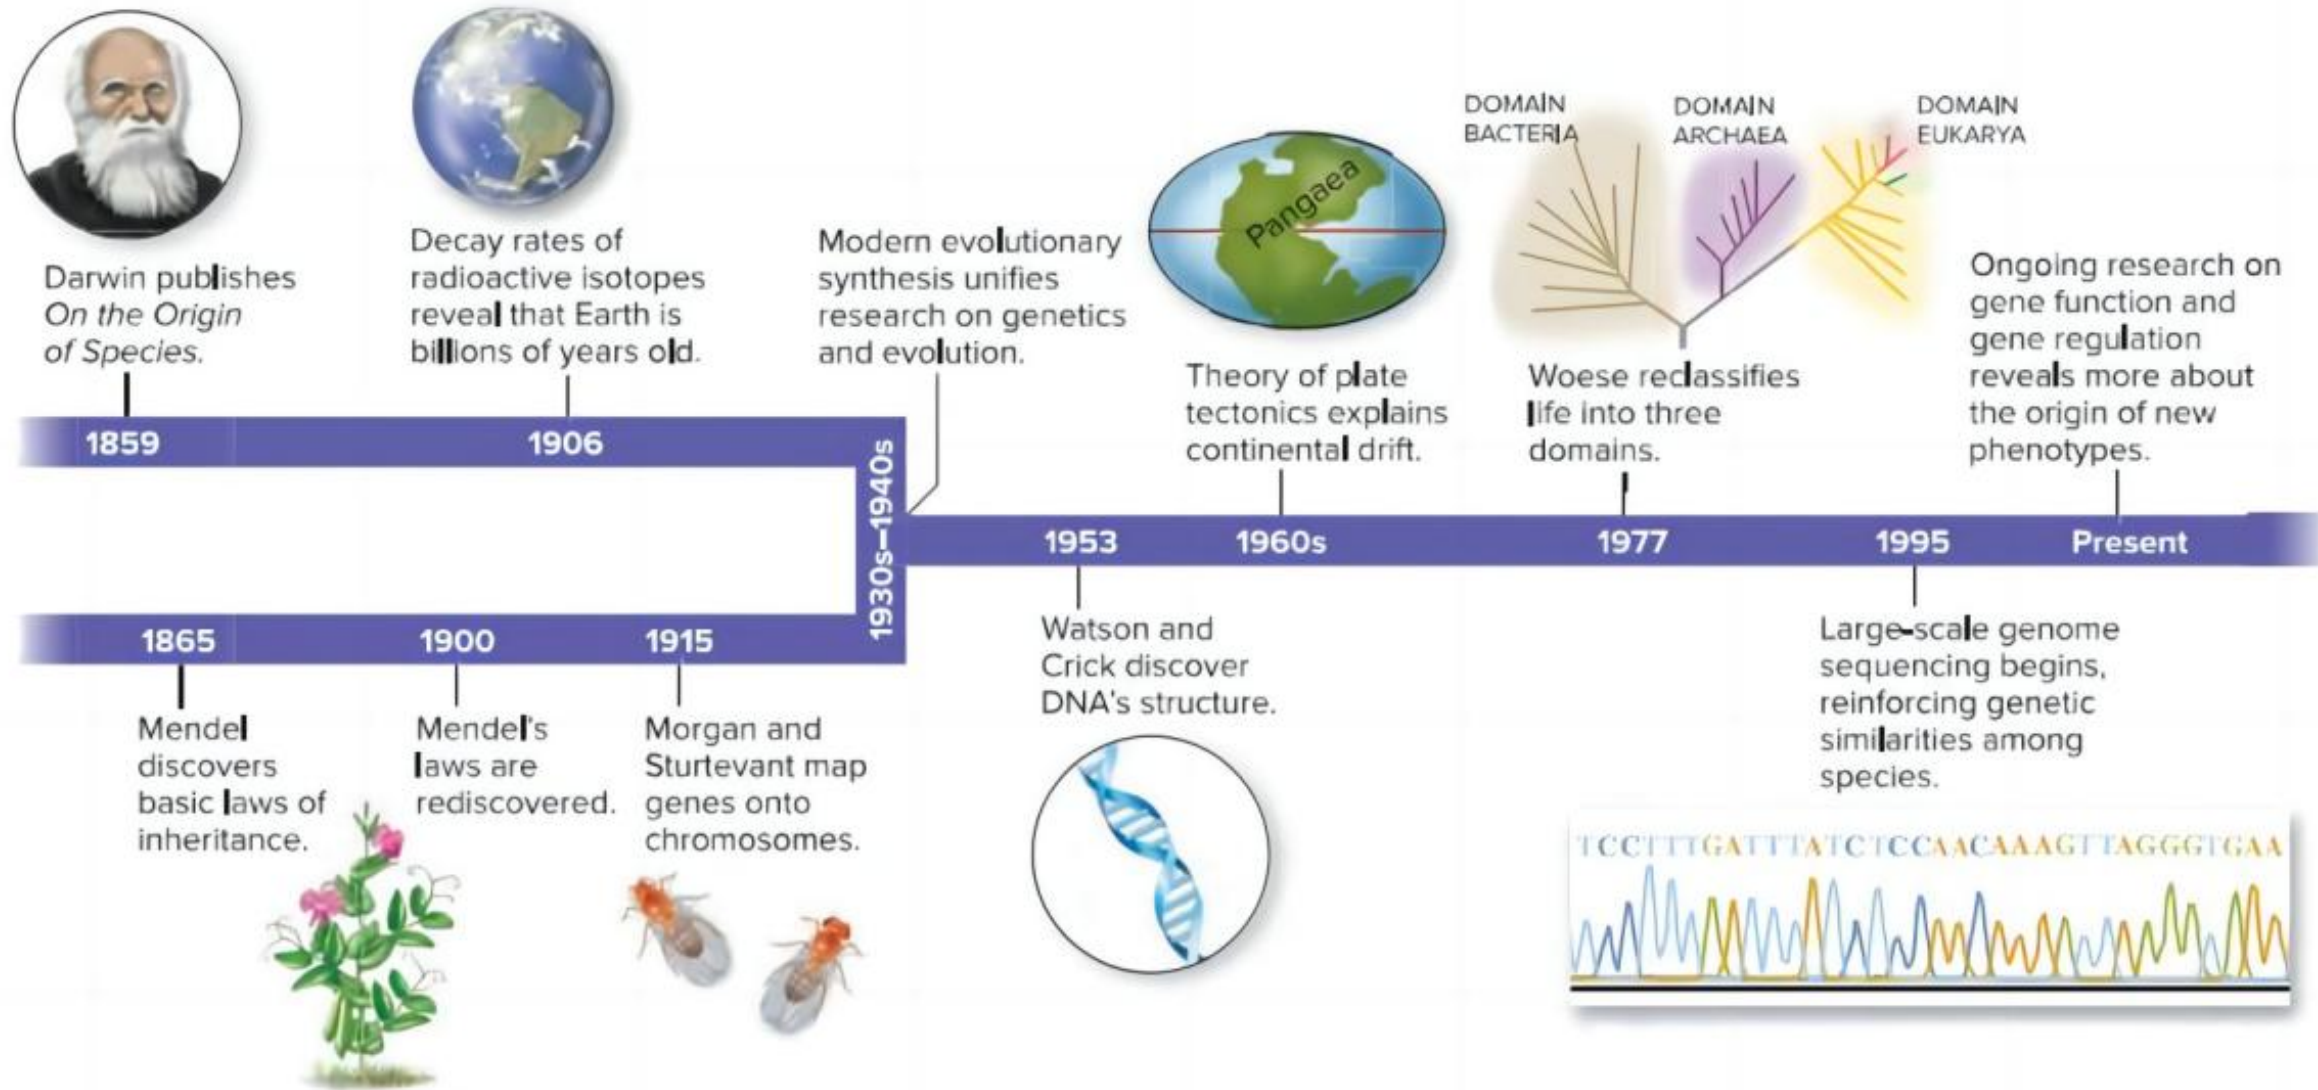 Darwin publishes
On the Origin
of Species.
Decay rates of
radioactive isotopes
reveal that Earth is
billions of years old.
Modern evolutionary
synthesis unifies
research on genetics
and evolution.
Pangaea
Theory of plate
tectonics explains
continental drift.
DOMAIN
BACTERIA
DOMAIN
ARCHAEA
DOMAIN
EUKARYA
Woese reclassifies
life into three
domains.
Ongoing research on
gene function and
gene regulation
reveals more about
the origin of new
phenotypes.
1859
1906
1930s–1940s
1953
1960s
1977
1995
Present
1865
1900
1915
Mendel
discovers
basic laws of
inheritance.
Mendel's
laws are
rediscovered.
Morgan and
Sturtevant map
genes onto
chromosomes.
Watson and
Crick discover
DNA's structure.
Large-scale genome
sequencing begins,
reinforcing genetic
similarities among
species.
TCCTTTGATTTATCTCCAACAAAGTTAGGGTGAA